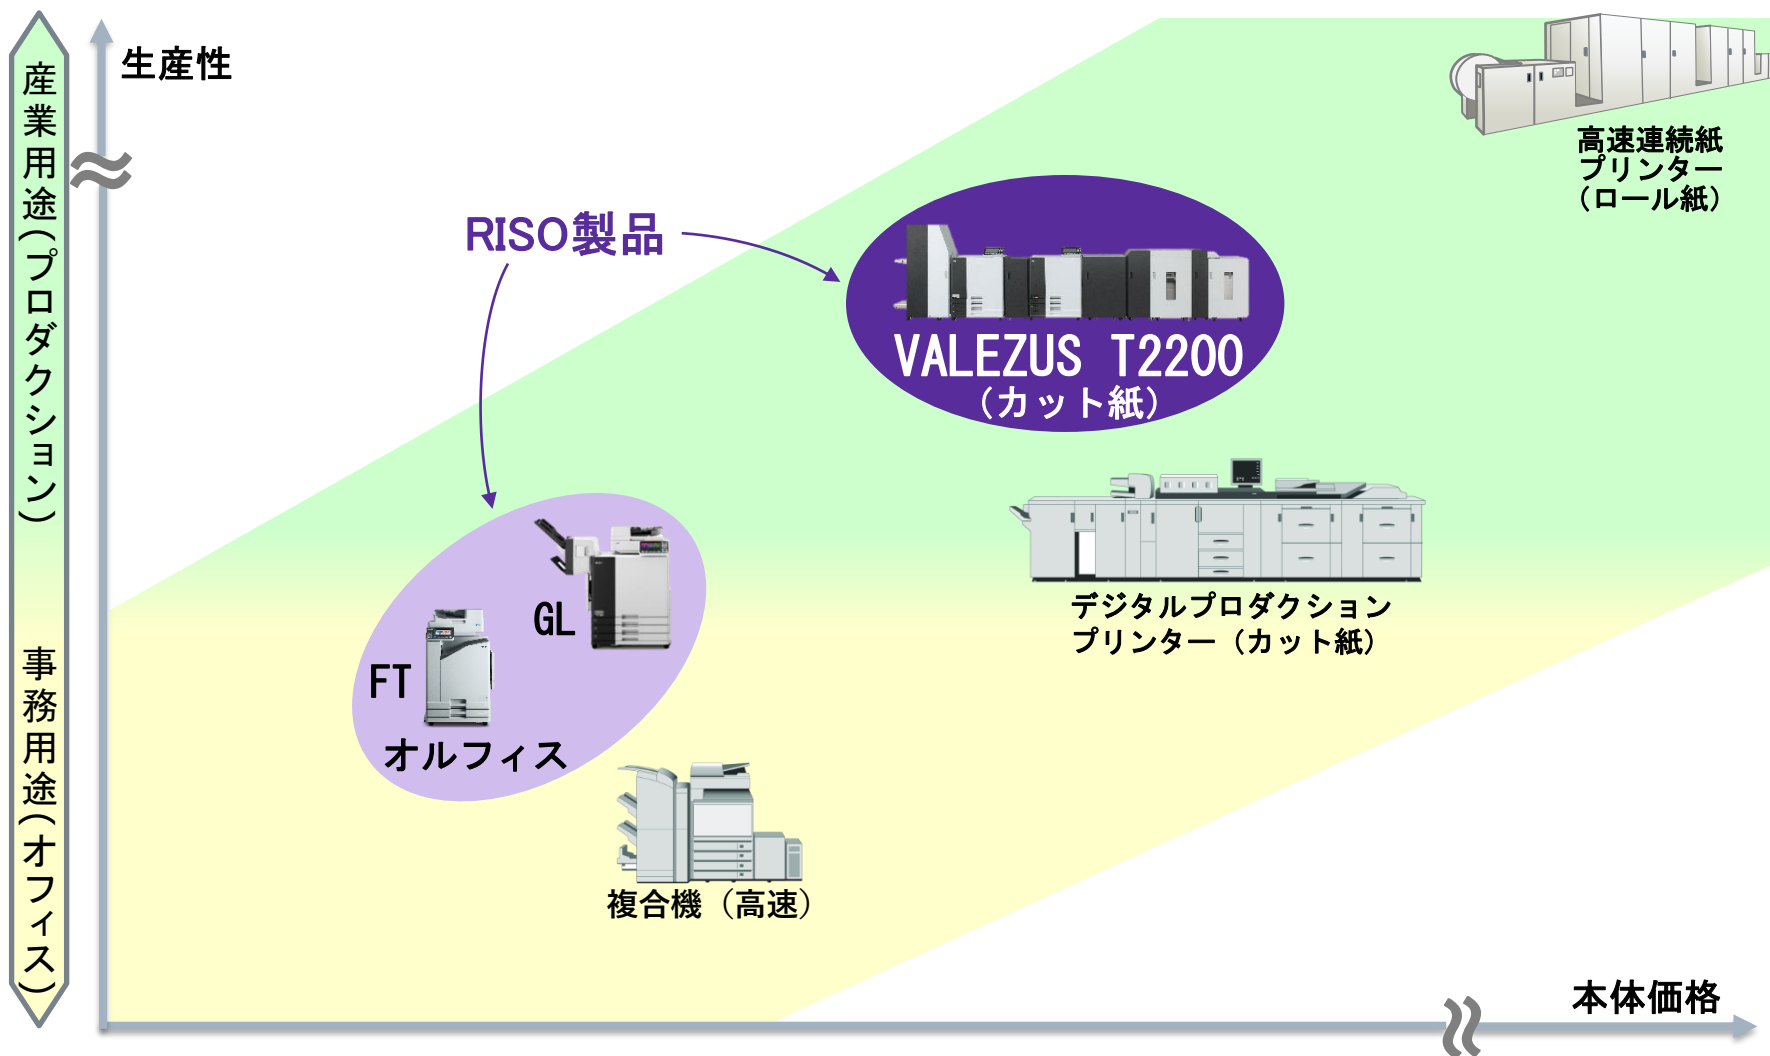 産業用途(プロダクション)
事務用途(オフィス)
生産性
RISO製品
VALEZUS T2200
（カット紙）
高速連続紙
プリンター
（ロール紙）
デジタルプロダクション
プリンター（カット紙）
GL
FT
オルフィス
複合機（高速）
本体価格